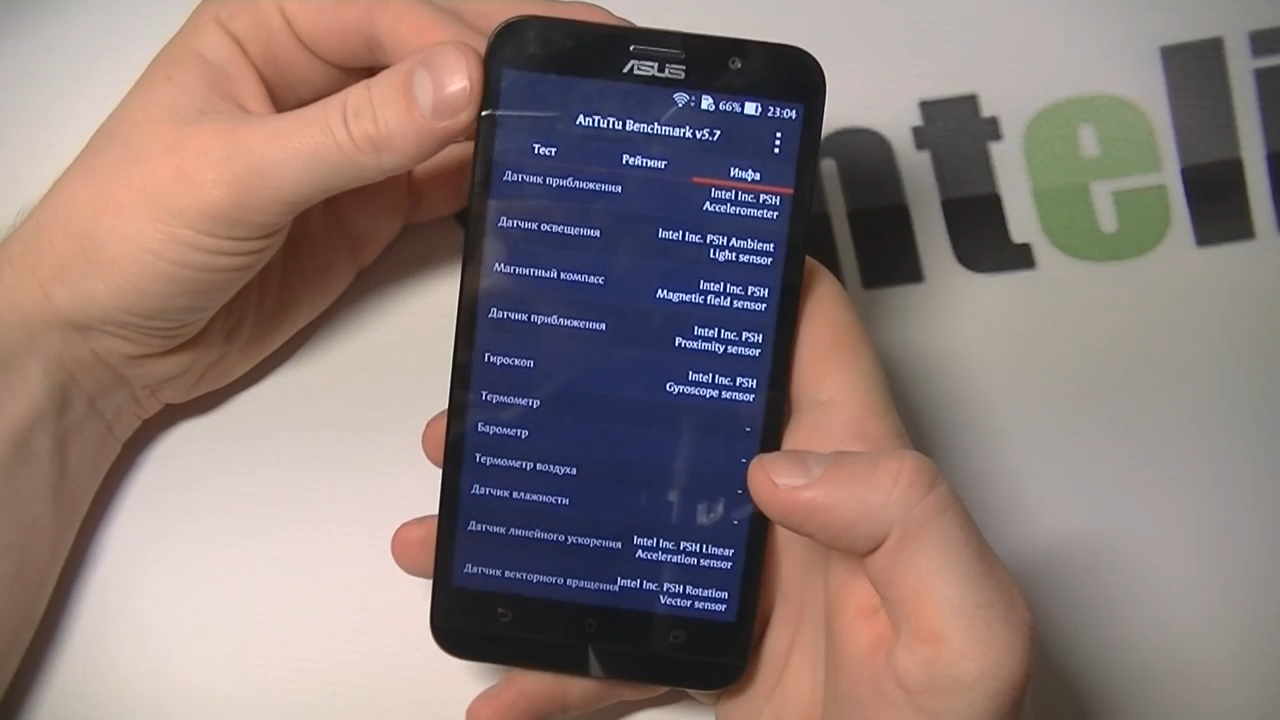 ASUS
66% 23:04
AnTuTu Benchmark v5.7
Тест Рейтинг Инфа
Датчик приближения Intel Inc. PSH
Accelerometer
Датчик освещения Intel Inc. PSH Ambient
Light sensor
Магнитный компас Intel Inc. PSH
Magnetic field sensor
Датчик приближения Intel Inc. PSH
Proximity sensor
Гироскоп Intel Inc. PSH
Gyroscope sensor
Термометр -
Барометр -
Термометр воздуха -
Датчик влажности -
Датчик линейного ускорения Intel Inc. PSH Linear
Acceleration sensor
Датчик векторного вращения Intel Inc. PSH Rotation
Vector sensor
nteli